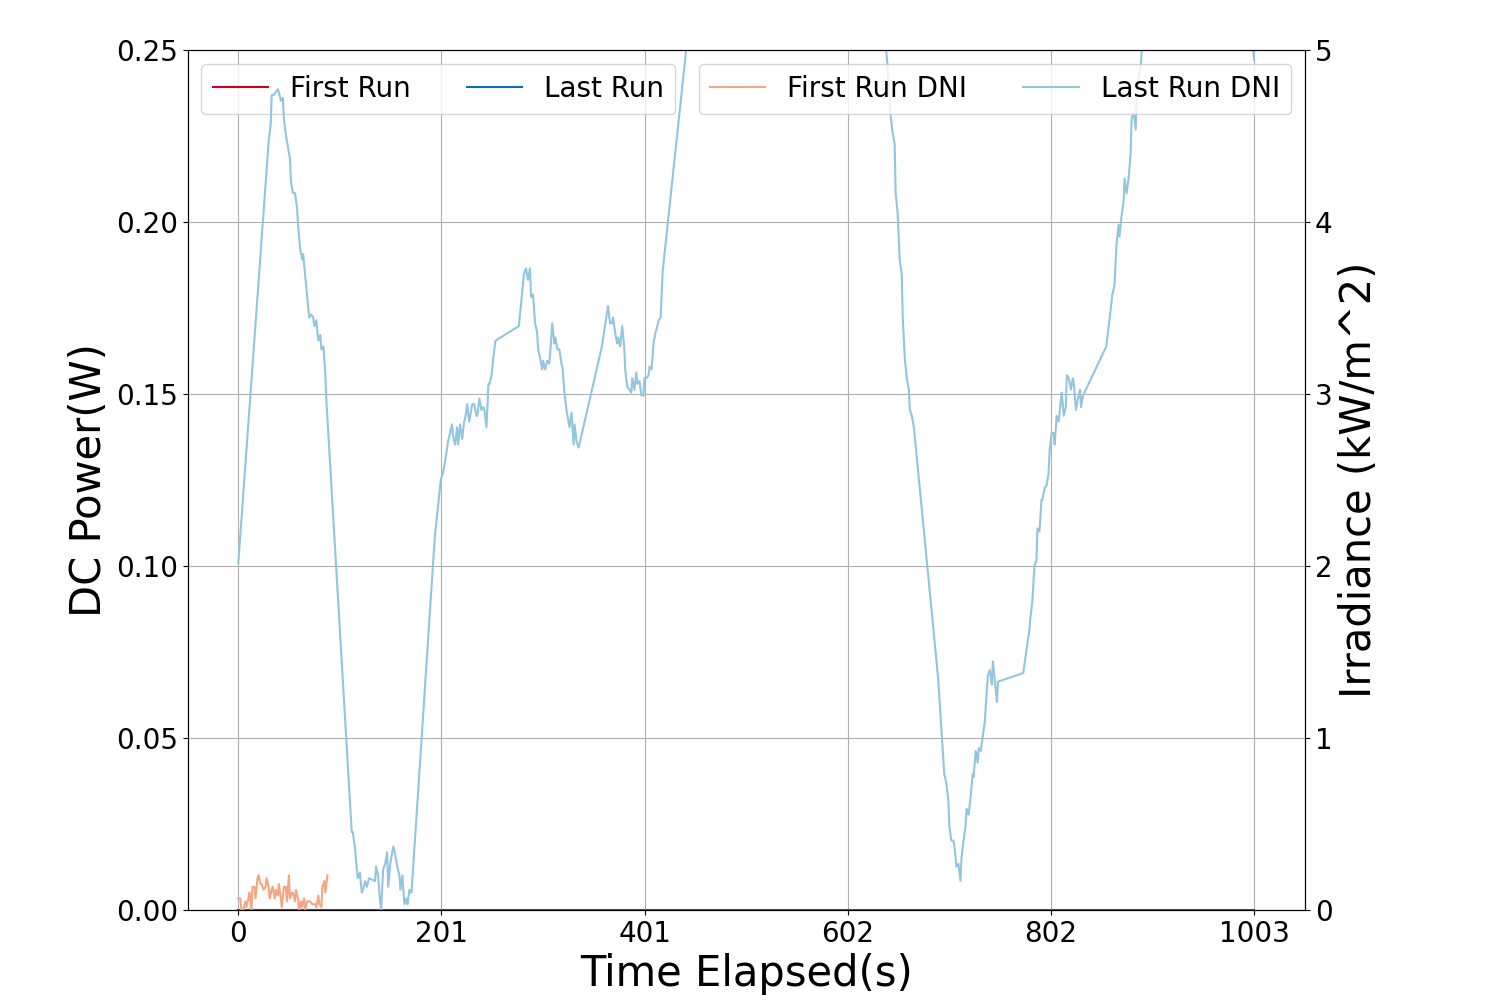 0.25
0.20
0.15
0.10
0.05
0.00
DC Power(W)
First Run
Last Run
First Run DNI
Last Run DNI
5
4
3
2
1
0
Irradiance (kW/m^2)
0
201
401
602
802
1003
Time Elapsed(s)